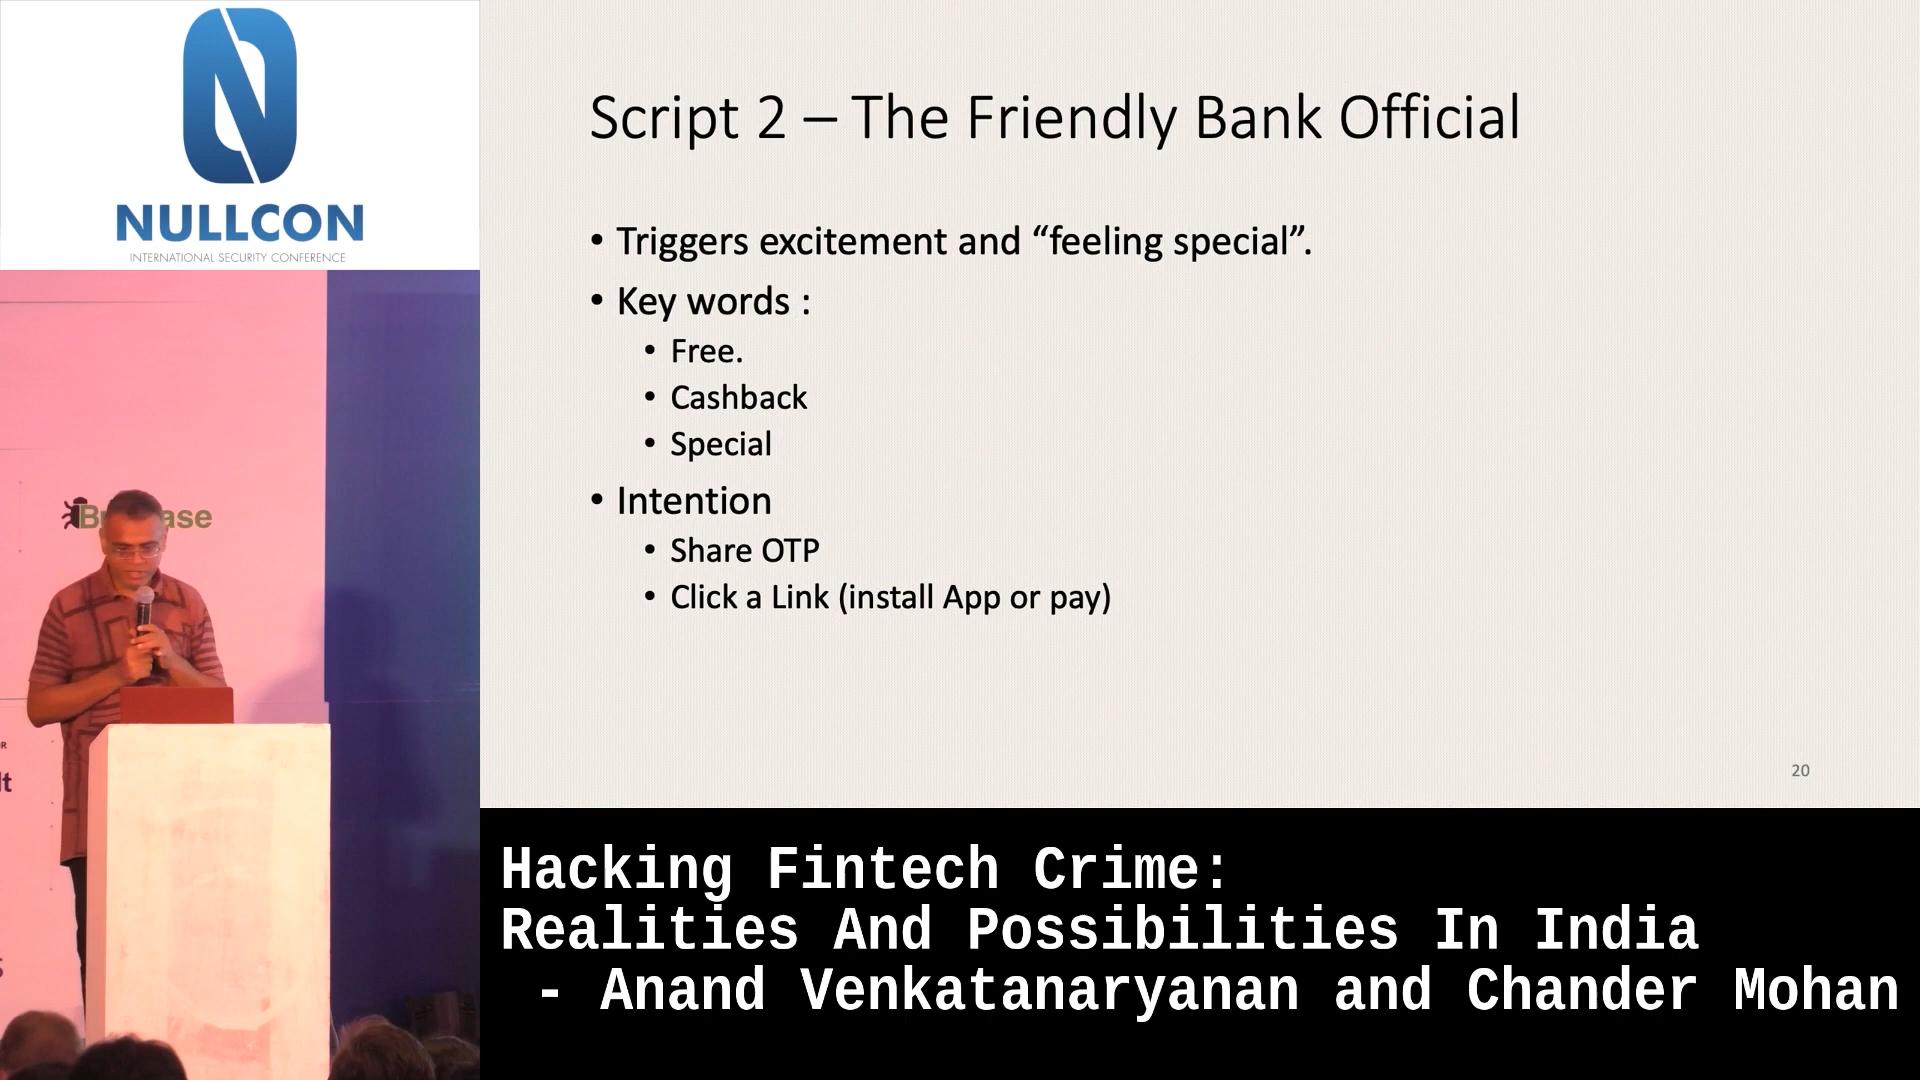 NULLCON
INTERNATIONAL SECURITY CONFERENCE
Script 2 – The Friendly Bank Official
• Triggers excitement and “feeling special”.
• Key words :
• Free.
• Cashback
• Special
• Intention
• Share OTP
• Click a Link (install App or pay)
20
Hacking Fintech Crime:
Realities And Possibilities In India
- Anand Venkatanaryanan and Chander Mohan